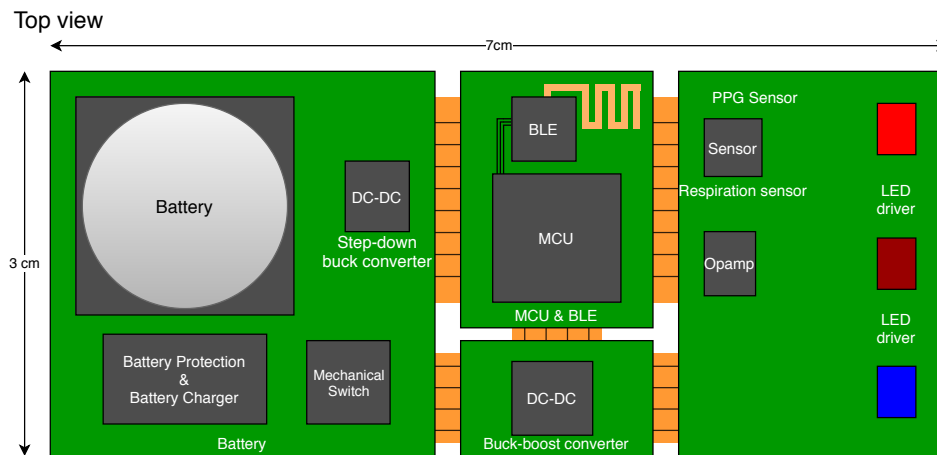 Top view
7cm
3 cm
Battery
DC-DC
Step-down
buck converter
Battery Protection
&
Battery Charger
Mechanical
Switch
Battery
BLE
MCU
MCU & BLE
DC-DC
Buck-boost converter
PPG Sensor
Sensor
Respiration sensor
Opamp
LED
driver
LED
driver